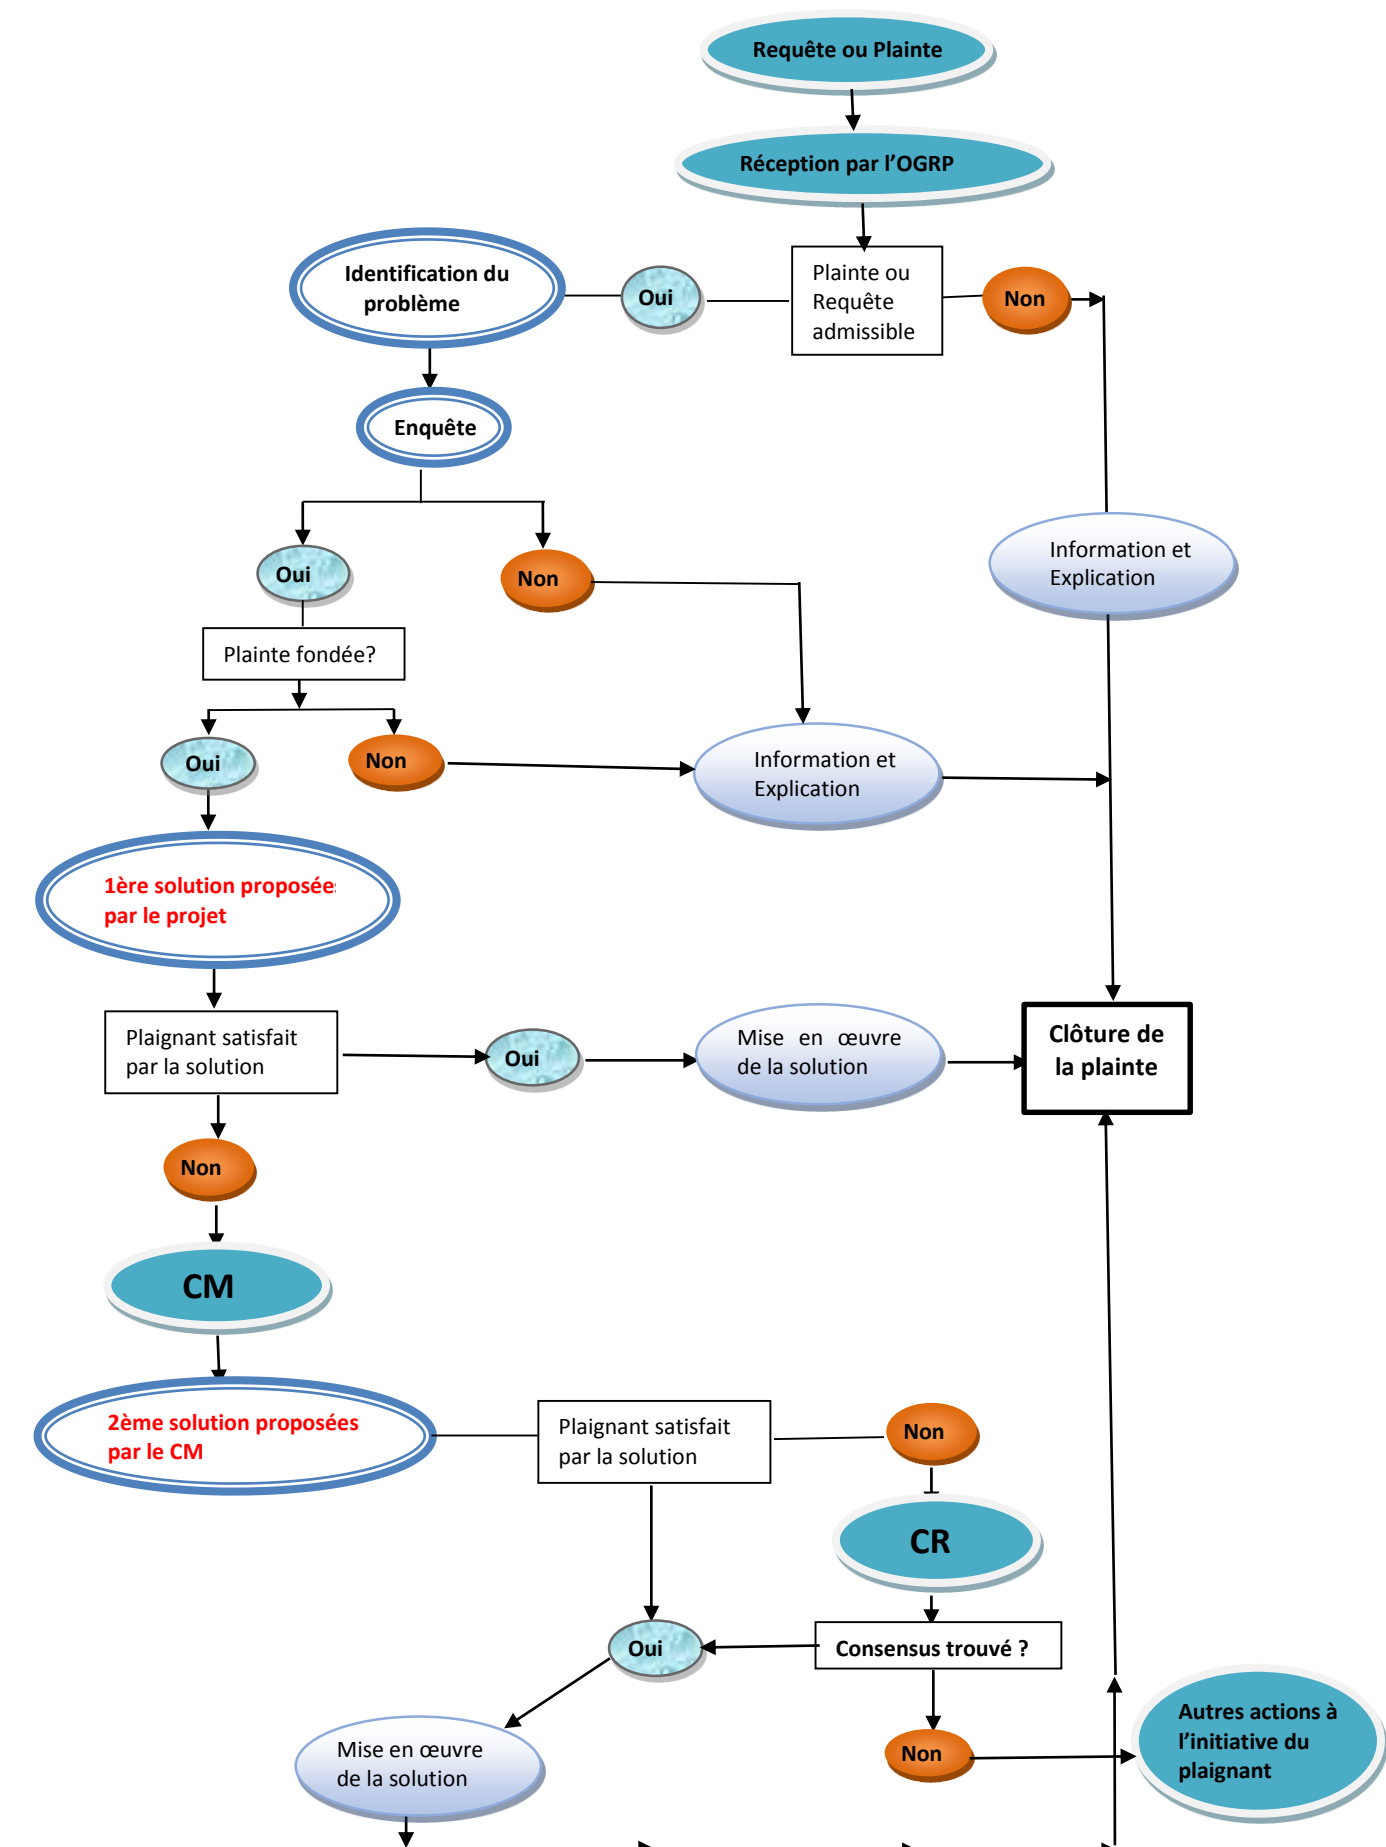 Requête ou Plainte
Réception par l'OGRP
Identification du
problème
Oui
Plainte ou
Requête
admissible
Non
Enquête
Oui
Non
Information et
Explication
Plainte fondée?
Oui
Non
Information et
Explication
1ère solution proposées
par le projet
Plaignant satisfait
par la solution
Oui
Mise en œuvre
de la solution
Clôture de
la plainte
Non
CM
2ème solution proposées
par le CM
Plaignant satisfait
par la solution
Non
CR
Oui
Consensus trouvé ?
Mise en œuvre
de la solution
Non
Autres actions à
l'initiative du
plaignant